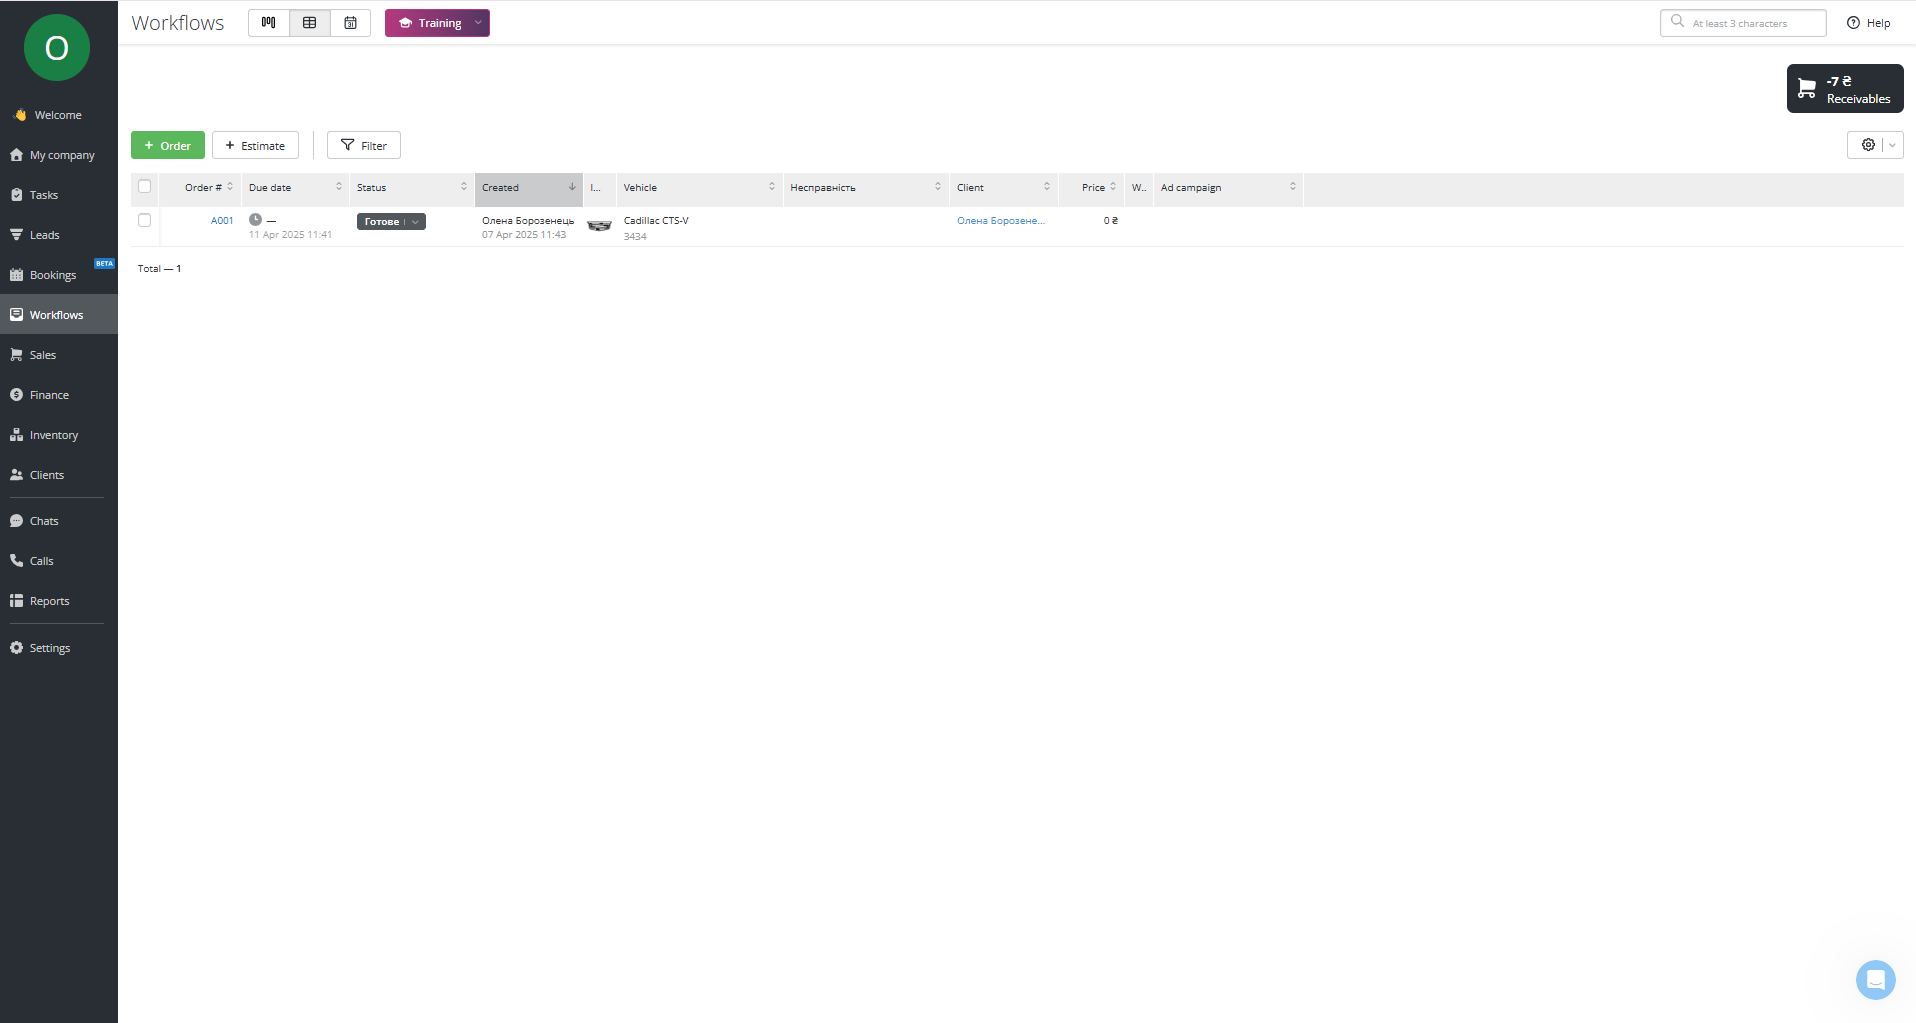 O
Workflows
Training
At least 3 characters
Help
-7 ₴
Receivables
Welcome
My company
Tasks
Leads
Bookings
BETA
Workflows
Sales
Finance
Inventory
Clients
Chats
Calls
Reports
Settings
+ Order
+ Estimate
Filter
Order #
Due date
Status
Created
I...
Vehicle
Несправність
Client
Price
W..
Ad campaign
A001
—
11 Apr 2025 11:41
Готове
Олена Борозенець
07 Apr 2025 11:43
Cadillac CTS-V
3434
Олена Борозене...
0 ₴
Total — 1
31